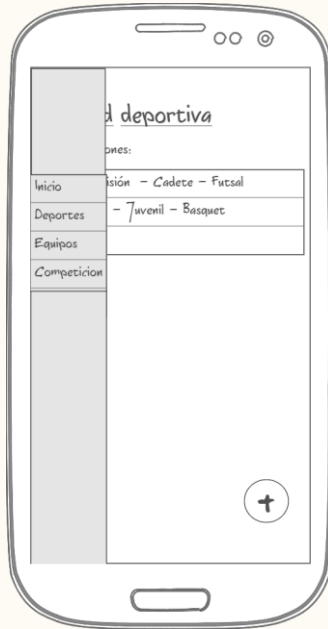 d deportiva
ones:
Inicio
isión - Cadete - Futsal
Deportes
- Juvenil - Basquet
Equipos
Competicion
+